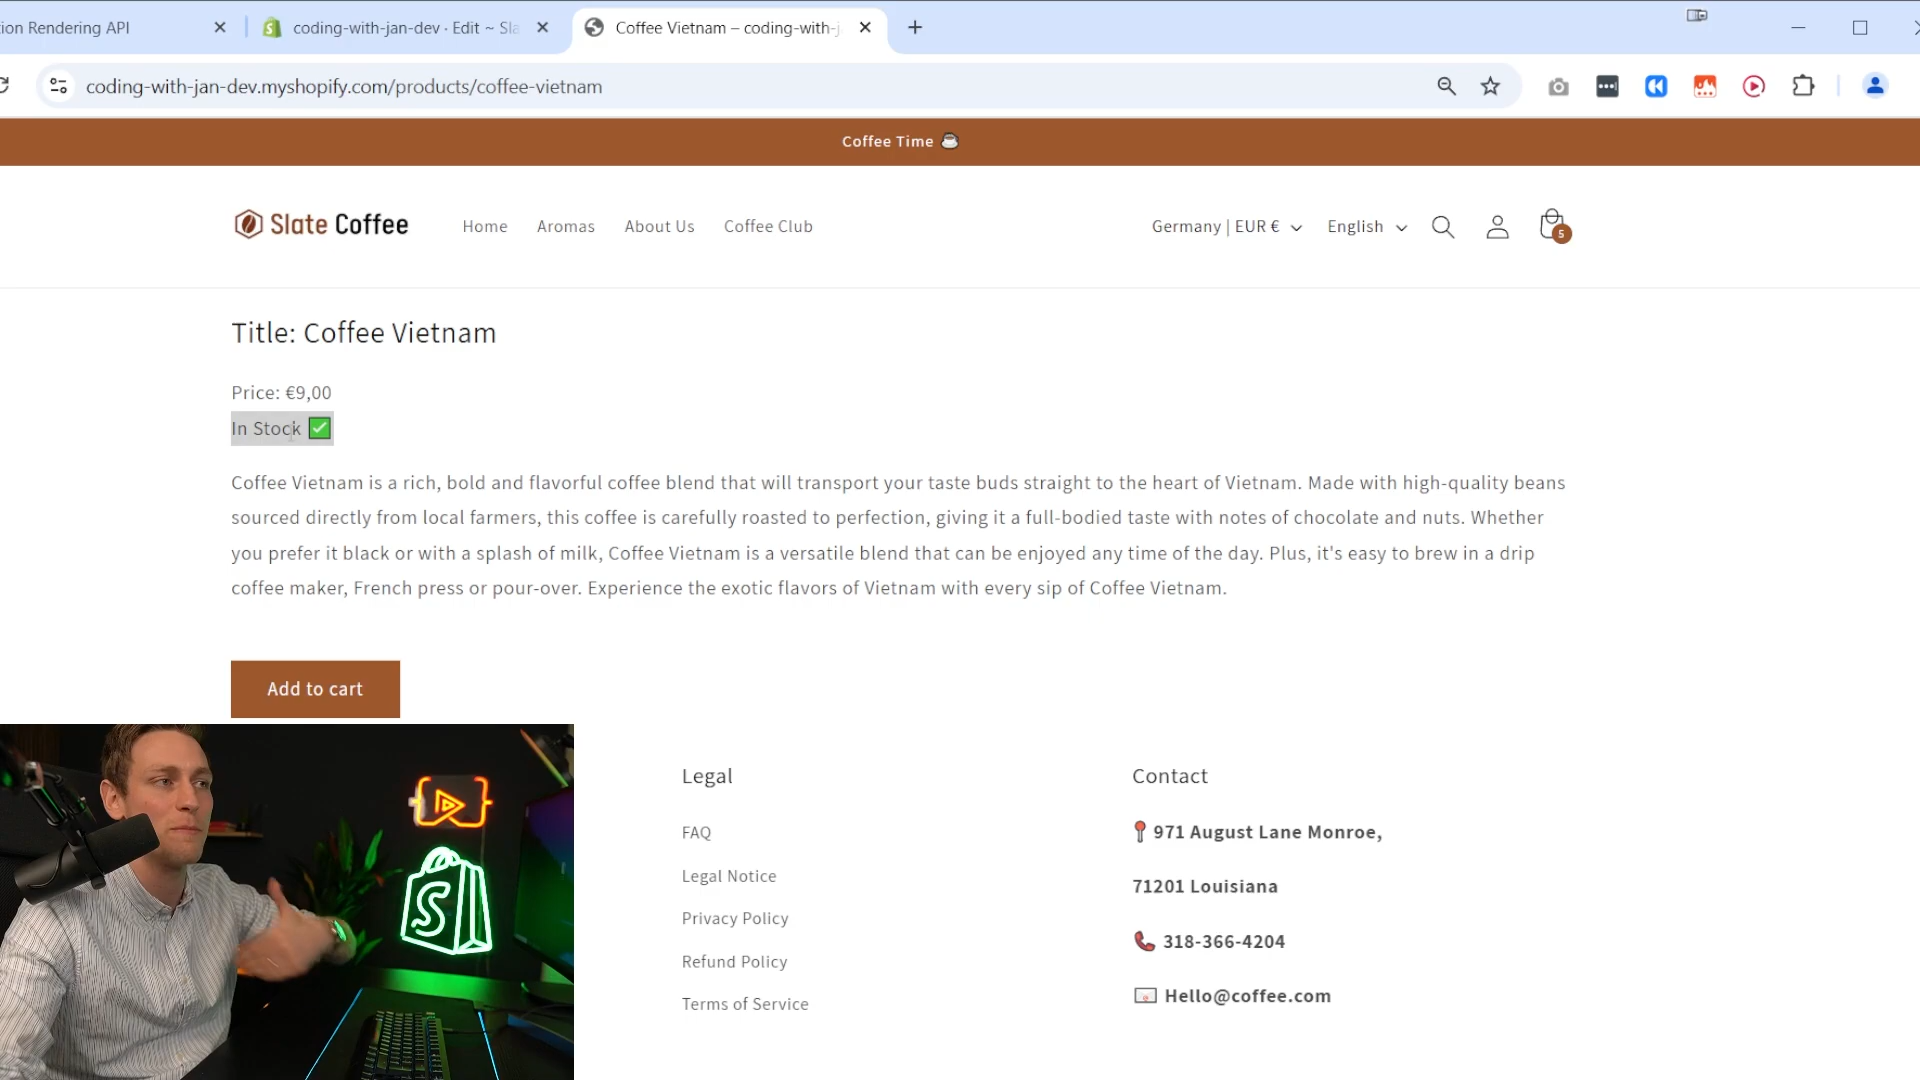 ion Rendering API
coding-with-jan-dev · Edit ~ Sla
Coffee Vietnam – coding-with-j
coding-with-jan-dev.myshopify.com/products/coffee-vietnam
Coffee Time ☕
Slate Coffee
Home
Aromas
About Us
Coffee Club
Germany | EUR €
English
5
Title: Coffee Vietnam
Price: €9,00
In Stock ✅
Coffee Vietnam is a rich, bold and flavorful coffee blend that will transport your taste buds straight to the heart of Vietnam. Made with high-quality beans
sourced directly from local farmers, this coffee is carefully roasted to perfection, giving it a full-bodied taste with notes of chocolate and nuts. Whether
you prefer it black or with a splash of milk, Coffee Vietnam is a versatile blend that can be enjoyed any time of the day. Plus, it's easy to brew in a drip
coffee maker, French press or pour-over. Experience the exotic flavors of Vietnam with every sip of Coffee Vietnam.
Add to cart
Legal
FAQ
Legal Notice
Privacy Policy
Refund Policy
Terms of Service
Contact
📍 971 August Lane Monroe,
71201 Louisiana
📞 318-366-4204
📧 Hello@coffee.com
S